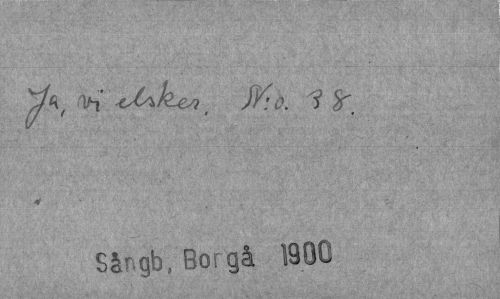 Ja, vi elsker. N:o. 38.
Sångb, Borgå 1900